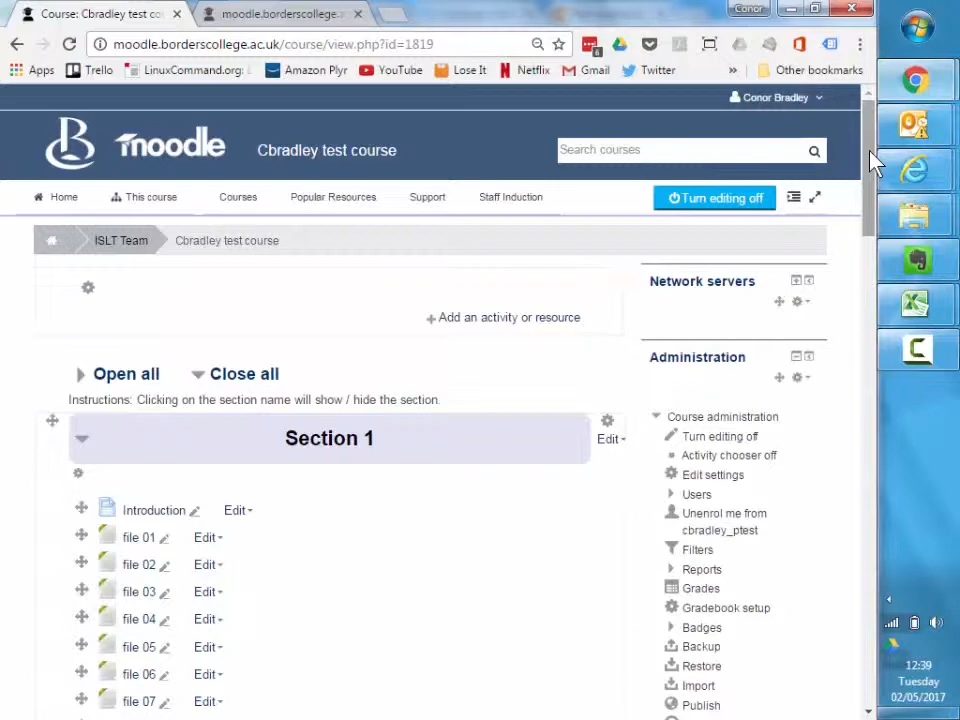 Course: Cbradley test co
moodle.borderscollege.a
Conor
moodle.borderscollege.ac.uk/course/view.php?id=1819
6
Apps
Trello
LinuxCommand.org:
Amazon Plyr
YouTube
Lose It
Netflix
Gmail
Twitter
»
Other bookmarks
Conor Bradley
B moodle
Cbradley test course
Search courses
Home
This course
Courses
Popular Resources
Support
Staff Induction
Turn editing off
ISLT Team
Cbradley test course
Network servers
Add an activity or resource
Administration
Open all
Close all
Instructions: Clicking on the section name will show / hide the section.
Section 1
Edit
Course administration
Turn editing off
Activity chooser off
Edit settings
Users
Unenrol me from
cbradley_ptest
Filters
Reports
Grades
Gradebook setup
Badges
Backup
Restore
Import
Publish
Introduction Edit
file 01 Edit
file 02 Edit
file 03 Edit
file 04 Edit
file 05 Edit
file 06 Edit
file 07 Edit
12:39
Tuesday
02/05/2017